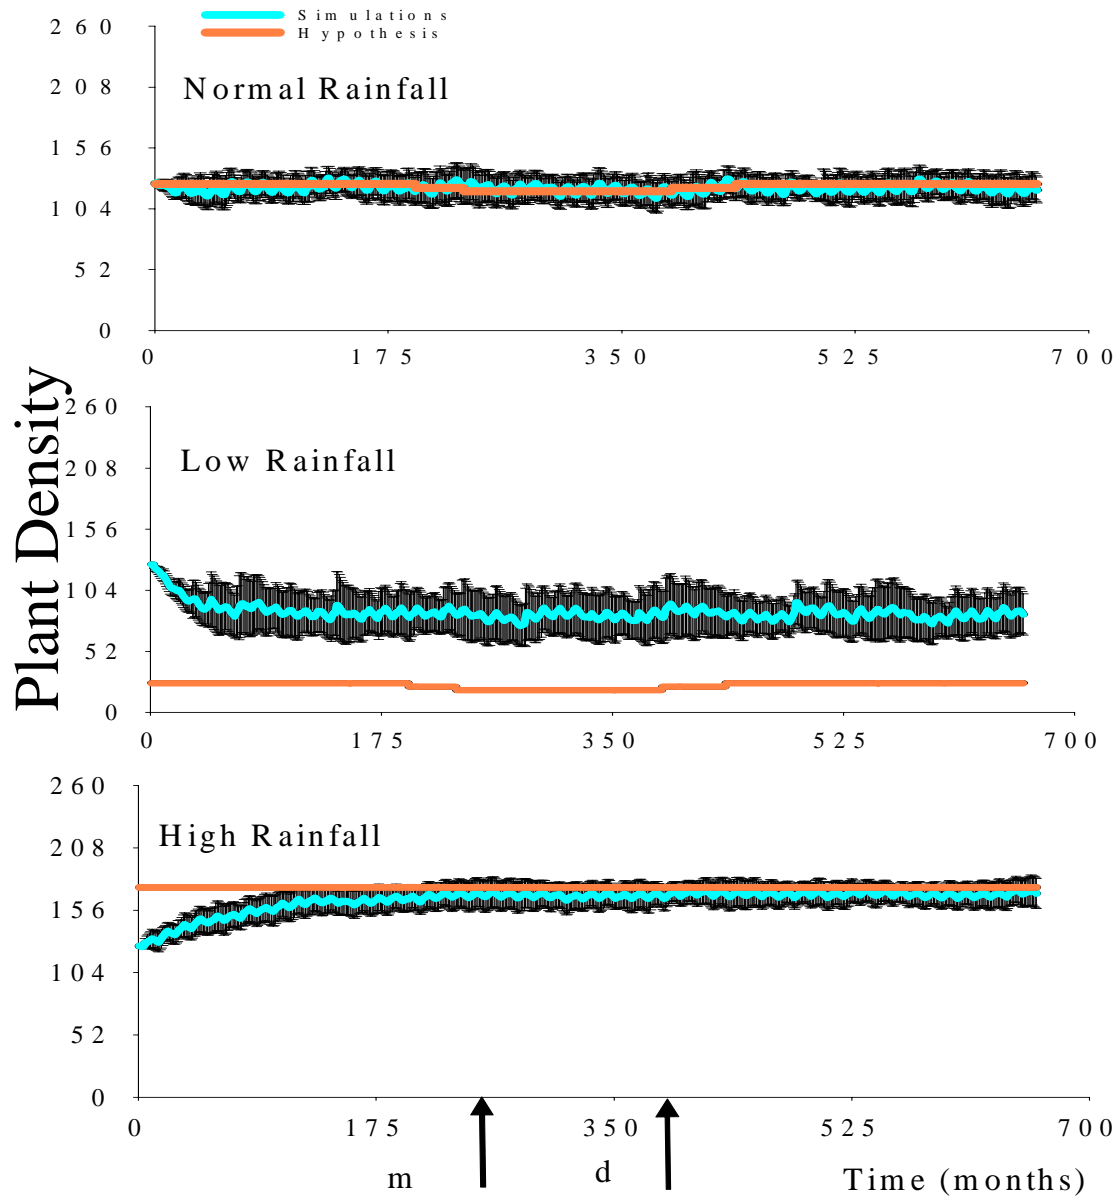 Simulations
Hypothesis
260
208
156
104
52
0
Normal Rainfall
0 175 350 525 700
Plant Density
260
208
156
104
52
0
Low Rainfall
0 175 350 525 700
260
208
156
104
52
0
High Rainfall
0 175 350 525 700
m d Time (months)